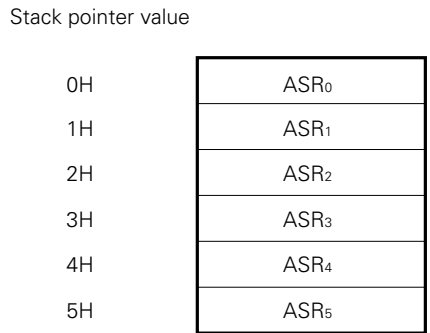 Stack pointer value
0H ASR0
1H ASR1
2H ASR2
3H ASR3
4H ASR4
5H ASR5